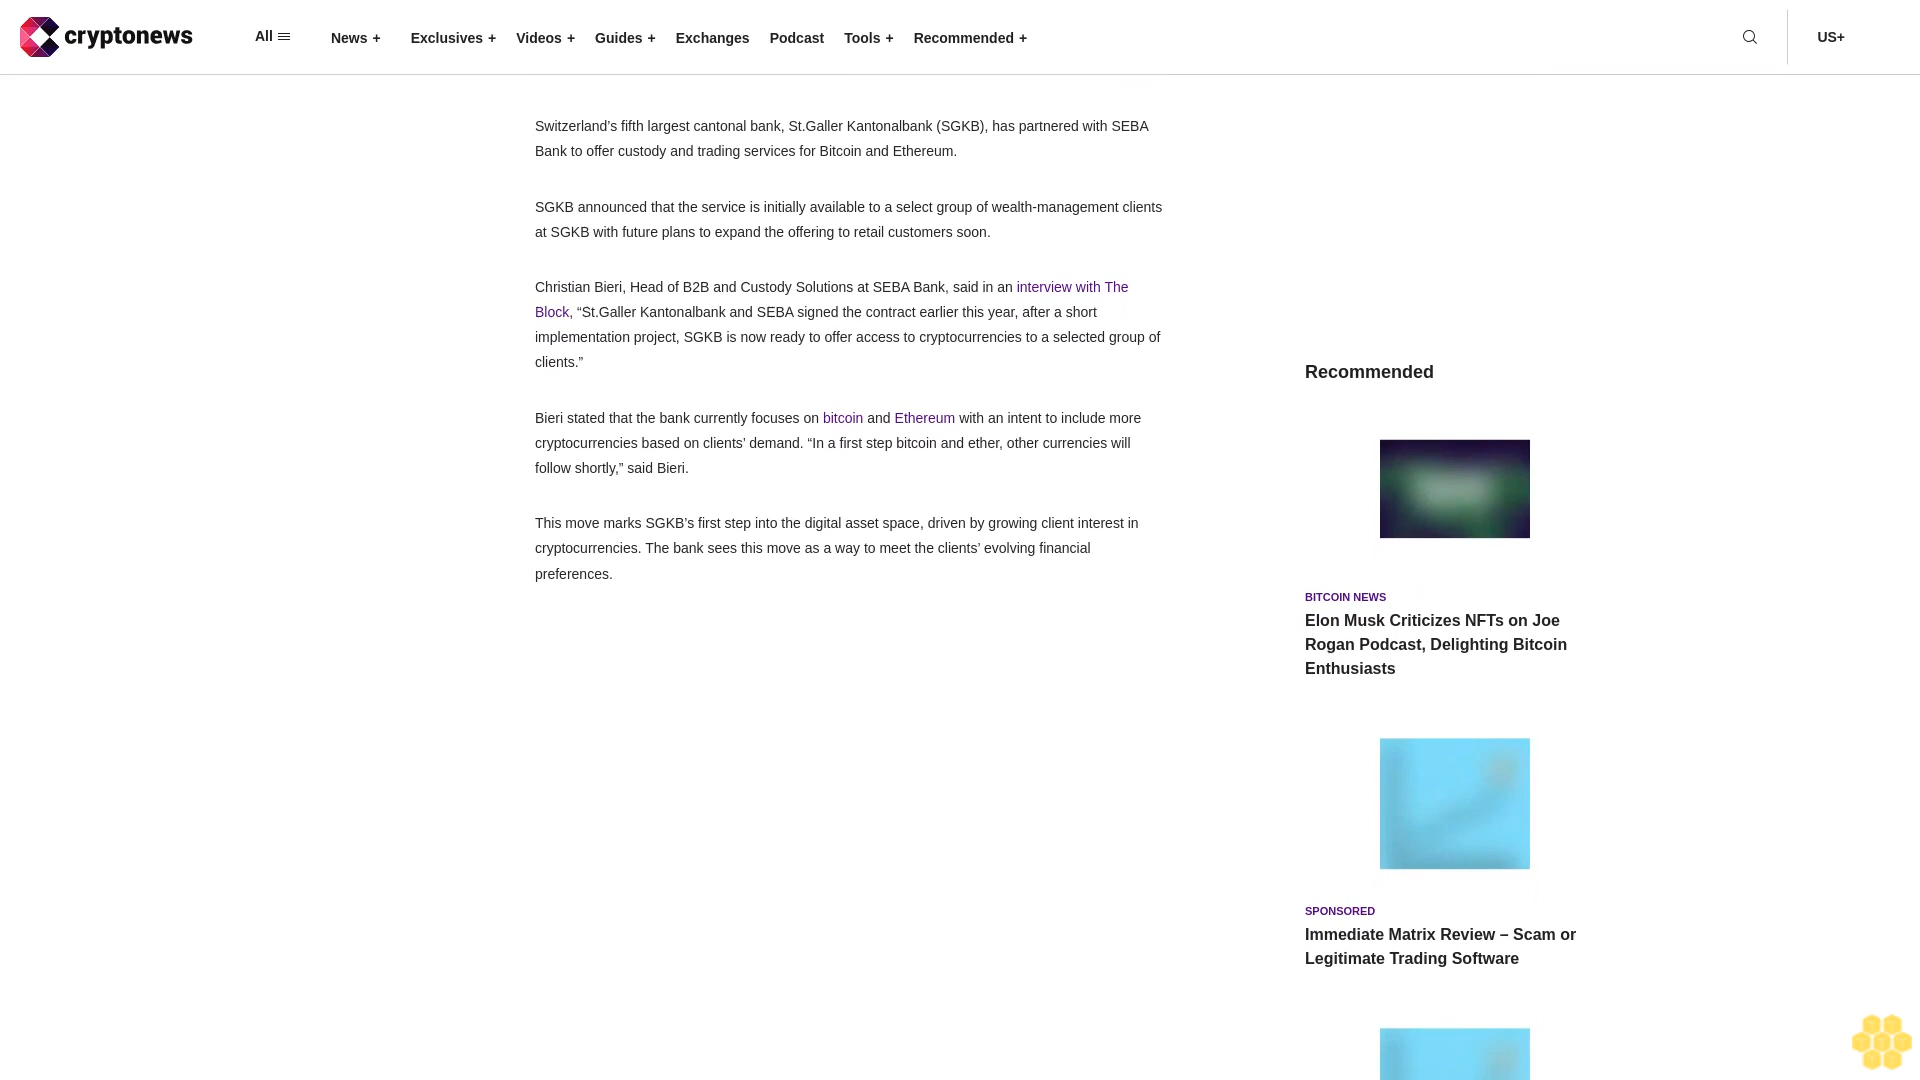 cryptonews
All
News +
Exclusives +
Videos +
Guides +
Exchanges
Podcast
Tools +
Recommended +
US+
Switzerland’s fifth largest cantonal bank, St.Galler Kantonalbank (SGKB), has partnered with SEBA
Bank to offer custody and trading services for Bitcoin and Ethereum.
SGKB announced that the service is initially available to a select group of wealth-management clients
at SGKB with future plans to expand the offering to retail customers soon.
Christian Bieri, Head of B2B and Custody Solutions at SEBA Bank, said in an interview with The
Block, “St.Galler Kantonalbank and SEBA signed the contract earlier this year, after a short
implementation project, SGKB is now ready to offer access to cryptocurrencies to a selected group of
clients.”
Bieri stated that the bank currently focuses on bitcoin and Ethereum with an intent to include more
cryptocurrencies based on clients’ demand. “In a first step bitcoin and ether, other currencies will
follow shortly,” said Bieri.
This move marks SGKB’s first step into the digital asset space, driven by growing client interest in
cryptocurrencies. The bank sees this move as a way to meet the clients’ evolving financial
preferences.
Recommended
BITCOIN NEWS
Elon Musk Criticizes NFTs on Joe
Rogan Podcast, Delighting Bitcoin
Enthusiasts
SPONSORED
Immediate Matrix Review – Scam or
Legitimate Trading Software